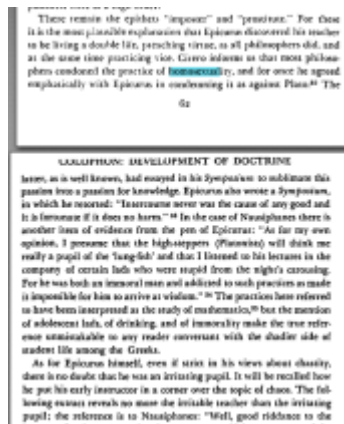 There remain the epithets "imposter" and "prostitute." For these
it is the most plausible explanation that Epicurus discovered his teacher
to be living a double life, preaching virtue, as all philosophers did, and
at the same time practicing vice. Cicero informs us that most philoso-
phers condoned the practice of homosexuality, and for once he agreed
emphatically with Epicurus in condemning it as against Plato. The
62
COLOPHON: DEVELOPMENT OF DOCTRINE
latter, as is well known, had essayed in his Symposium to sublimate this
passion into a passion for knowledge. Epicurus also wrote a Symposium,
in which he retorted: "Intercourse never was the cause of any good and
it is fortunate if it does no harm." In the case of Nausiphanes there is
another item of evidence from the pen of Epicurus: "As for my own
opinion, I presume that the high-steppers (Platonists) will think me
really a pupil of the 'lung-fish' and that I listened to his lectures in the
company of certain lads who were stupid from the night's carousing.
For he was both an immoral man and addicted to such practices as made
it impossible for him to arrive at wisdom." The practices here referred
to have been interpreted as the study of mathematics, but the mention
of adolescent lads, of drinking, and of immorality make the true refer-
ence unmistakable to any reader conversant with the shadier side of
student life among the Greeks.
As for Epicurus himself, even if strict in his views about chastity,
there is no doubt that he was an irritating pupil. It will be recalled how
he put his early instructor in a corner over the topic of chaos. The fol-
lowing extract reveals no more the irritable teacher than the irritating
pupil; the reference is to Nausiphanes: "Well, good riddance to the